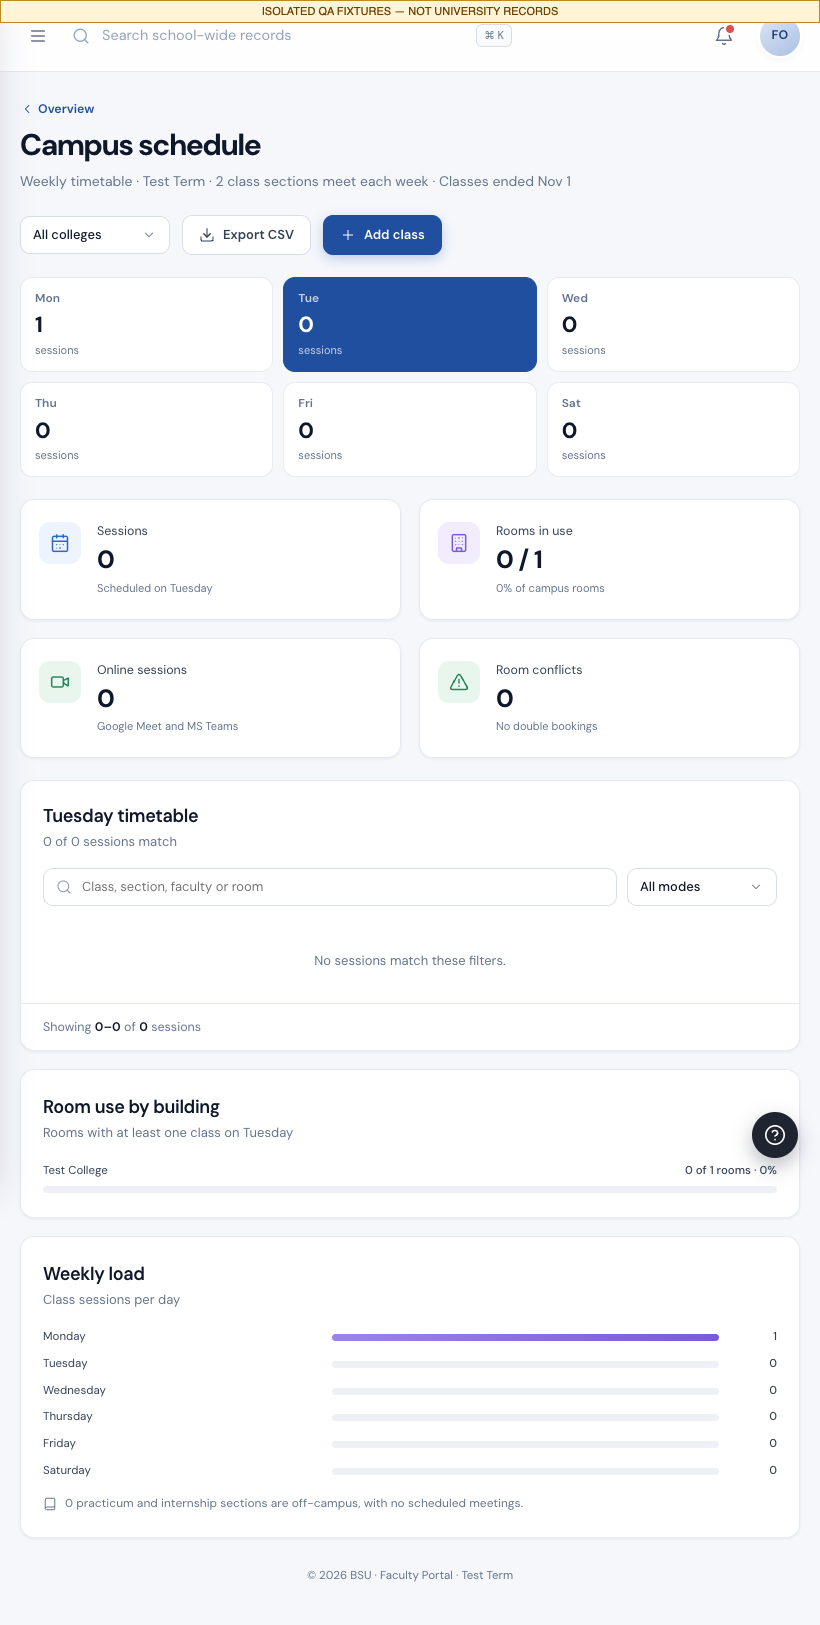 ISOLATED QA FIXTURES — NOT UNIVERSITY RECORDS
Search school-wide records
⌘ K
FO
Overview
Campus schedule
Weekly timetable · Test Term · 2 class sections meet each week · Classes ended Nov 1
All colleges
Export CSV
Add class
Mon
1
sessions
Tue
0
sessions
Wed
0
sessions
Thu
0
sessions
Fri
0
sessions
Sat
0
sessions
Sessions
0
Scheduled on Tuesday
Rooms in use
0 / 1
0% of campus rooms
Online sessions
0
Google Meet and MS Teams
Room conflicts
0
No double bookings
Tuesday timetable
0 of 0 sessions match
Class, section, faculty or room
All modes
No sessions match these filters.
Showing 0–0 of 0 sessions
Room use by building
Rooms with at least one class on Tuesday
Test College
0 of 1 rooms · 0%
Weekly load
Class sessions per day
Monday 1
Tuesday 0
Wednesday 0
Thursday 0
Friday 0
Saturday 0
0 practicum and internship sections are off-campus, with no scheduled meetings.
© 2026 BSU · Faculty Portal · Test Term